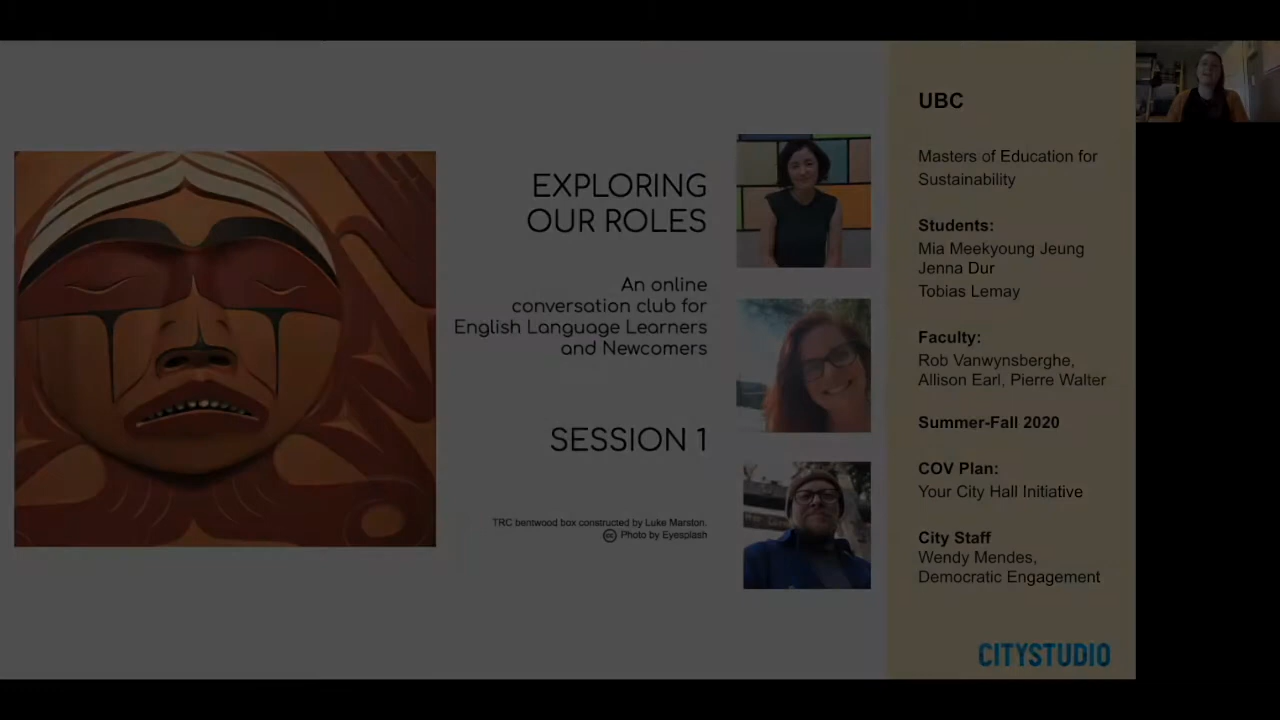 EXPLORING
OUR ROLES
An online
conversation club for
English Language Learners
and Newcomers
SESSION 1
TRC bentwood box constructed by Luke Marston.
cc Photo by Eyesplash
UBC
Masters of Education for
Sustainability
Students:
Mia Meekyoung Jeung
Jenna Dur
Tobias Lemay
Faculty:
Rob Vanwynsberghe,
Allison Earl, Pierre Walter
Summer-Fall 2020
COV Plan:
Your City Hall Initiative
City Staff
Wendy Mendes,
Democratic Engagement
CITYSTUDIO